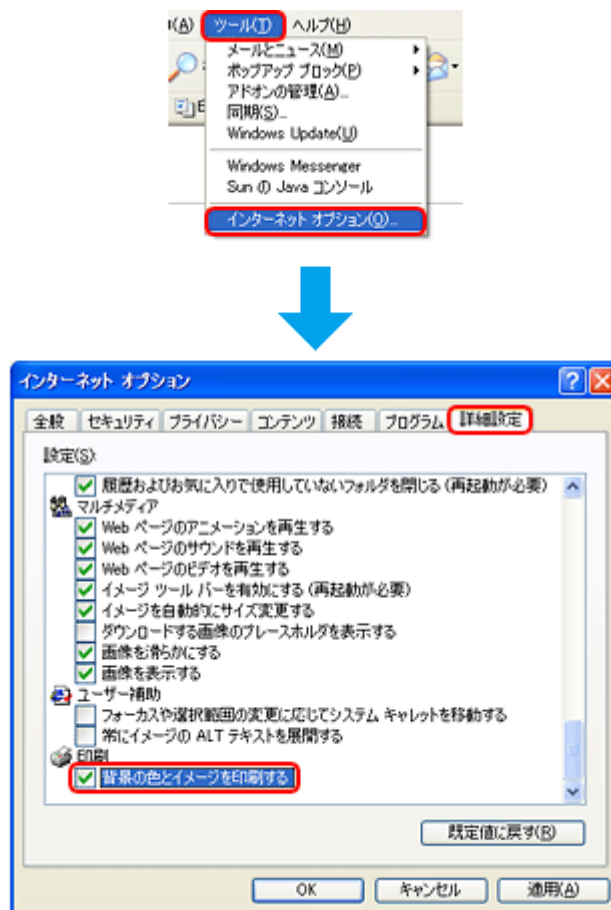 (A) ツール(T) ヘルプ(H)
メールとニュース(M)
ポップアップ ブロック(P)
アドオンの管理(A)...
同期(S)...
Windows Update(U)
Windows Messenger
Sun の Java コンソール
インターネット オプション(O)...
インターネット オプション
全般 セキュリティ プライバシー コンテンツ 接続 プログラム 詳細設定
設定(S):
履歴およびお気に入りで使用していないフォルダを閉じる (再起動が必要)
マルチメディア
Web ページのアニメーションを再生する
Web ページのサウンドを再生する
Web ページのビデオを再生する
イメージ ツール バーを有効にする (再起動が必要)
イメージを自動的にサイズ変更する
ダウンロードする画像のプレースホルダを表示する
画像を滑らかにする
画像を表示する
ユーザー補助
フォーカスや選択範囲の変更に応じてシステム キャレットを移動する
常にイメージの ALT テキストを展開する
印刷
背景の色とイメージを印刷する
既定値に戻す(R)
OK キャンセル 適用(A)